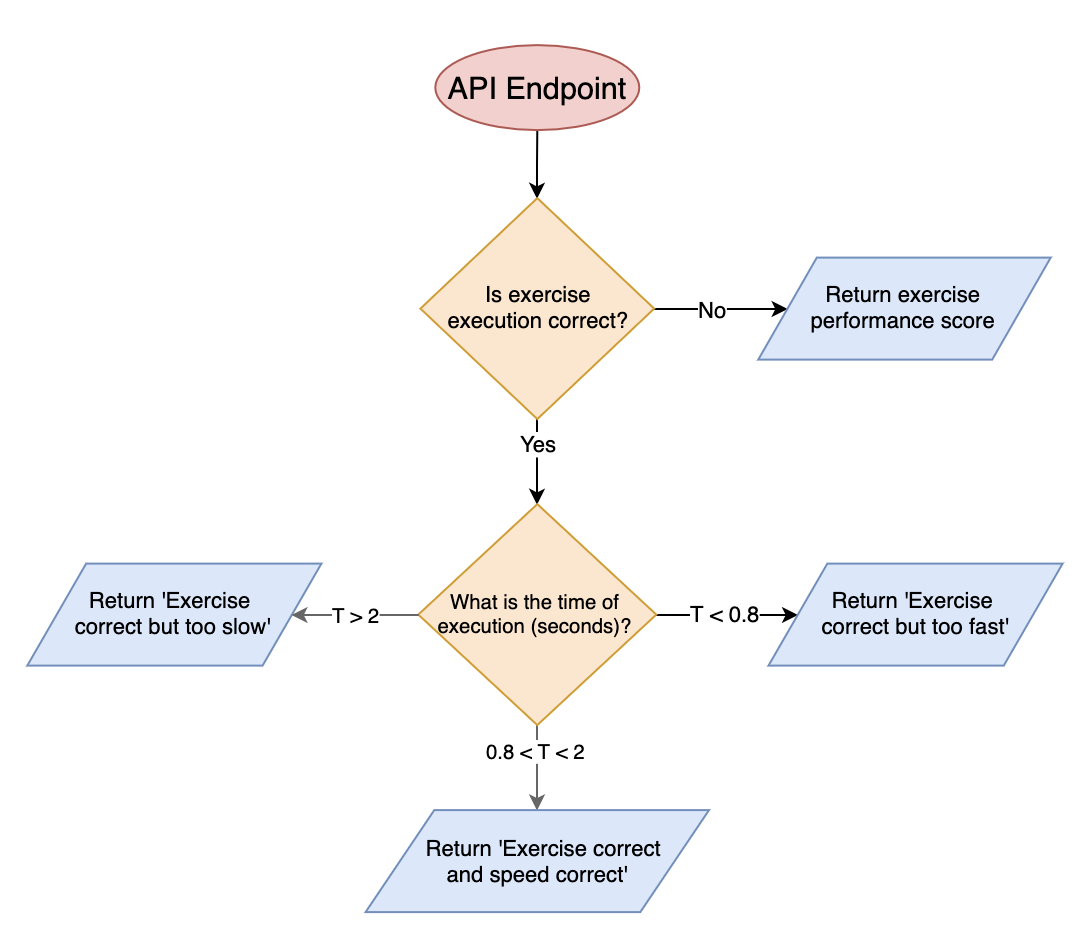 API Endpoint
Is exercise
execution correct?
No
Return exercise
performance score
Yes
Return 'Exercise
correct but too slow'
T > 2
What is the time of
execution (seconds)?
T < 0.8
Return 'Exercise
correct but too fast'
0.8 < T < 2
Return 'Exercise correct
and speed correct'